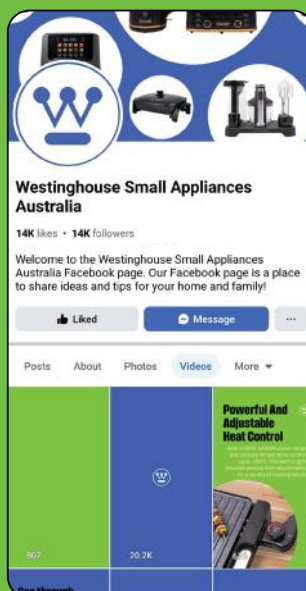 Westinghouse Small Appliances
Australia
14K likes • 14K followers
Welcome to the Westinghouse Small Appliances
Australia Facebook page. Our Facebook page is a place
to share ideas and tips for your home and family!
Liked
Message
Posts About Photos Videos More
Powerful And
Adjustable
Heat Control
807
20.2K
See through